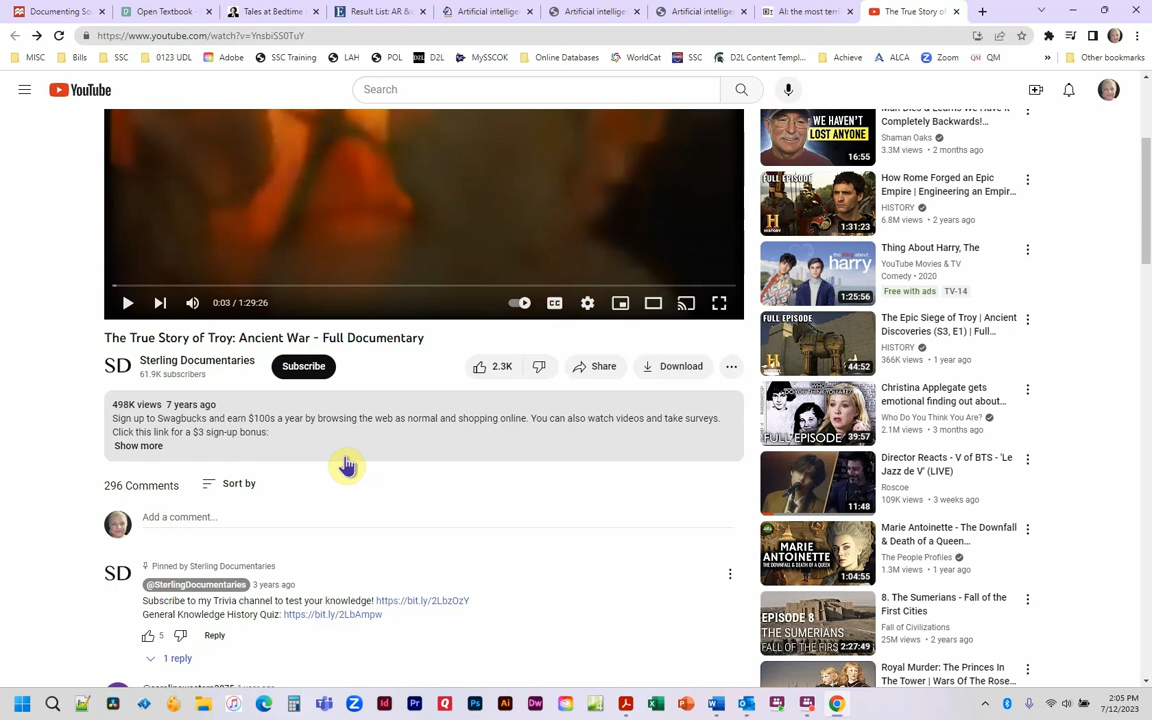 Documenting So
Open Textbook
Tales at Bedtime
Result List: AR &
Artificial intellige
Artificial intellige
Artificial intellige
AI: the most term
The True Story of
https://www.youtube.com/watch?v=YnsbiSS0TuY
MISC
Bills
SSC
0123 UDL
Adobe
SSC Training
LAH
POL
D2L
MySSCOK
Online Databases
WorldCat
SSC
D2L Content Templ...
Achieve
ALCA
Zoom
QM
Other bookmarks
YouTube
Search
WE HAVEN'T
LOST ANYONE
16:55
Completely Backwards!...
Shaman Oaks
3.3M views • 2 months ago
FULL EPISODE
1:31:23
How Rome Forged an Epic
Empire | Engineering an Empir...
HISTORY
6.8M views • 2 years ago
harry
1:25:56
Thing About Harry, The
YouTube Movies & TV
Comedy • 2020
Free with ads
TV-14
0:03 / 1:29:26
CC
FULL EPISODE
44:52
The Epic Siege of Troy | Ancient
Discoveries (S3, E1) | Full...
HISTORY
366K views • 1 year ago
The True Story of Troy: Ancient War - Full Documentary
SD
Sterling Documentaries
61.9K subscribers
Subscribe
2.3K
Share
Download
FULL EPISODE
39:57
Christina Applegate gets
emotional finding out about...
Who Do You Think You Are?
2.1M views • 3 months ago
498K views 7 years ago
Sign up to Swagbucks and earn $100s a year by browsing the web as normal and shopping online. You can also watch videos and take surveys.
Click this link for a $3 sign-up bonus:
Show more
11:48
Director Reacts - V of BTS - 'Le
Jazz de V' (LIVE)
Roscoe
109K views • 3 weeks ago
296 Comments
Sort by
Add a comment...
MARIE
ANTOINETTE
1:04:55
Marie Antoinette - The Downfall
& Death of a Queen...
The People Profiles
1.3M views • 1 year ago
SD
Pinned by Sterling Documentaries
@SterlingDocumentaries 3 years ago
Subscribe to my Trivia channel to test your knowledge! https://bit.ly/2LbzOzY
General Knowledge History Quiz: https://bit.ly/2LbAmpw
5
Reply
1 reply
EPISODE 8
THE SUMERIANS
FALL OF THE FIRS
2:27:49
8. The Sumerians - Fall of the
First Cities
Fall of Civilizations
25M views • 2 years ago
Royal Murder: The Princes In
The Tower | Wars Of The Rose...
2:05 PM
7/12/2023